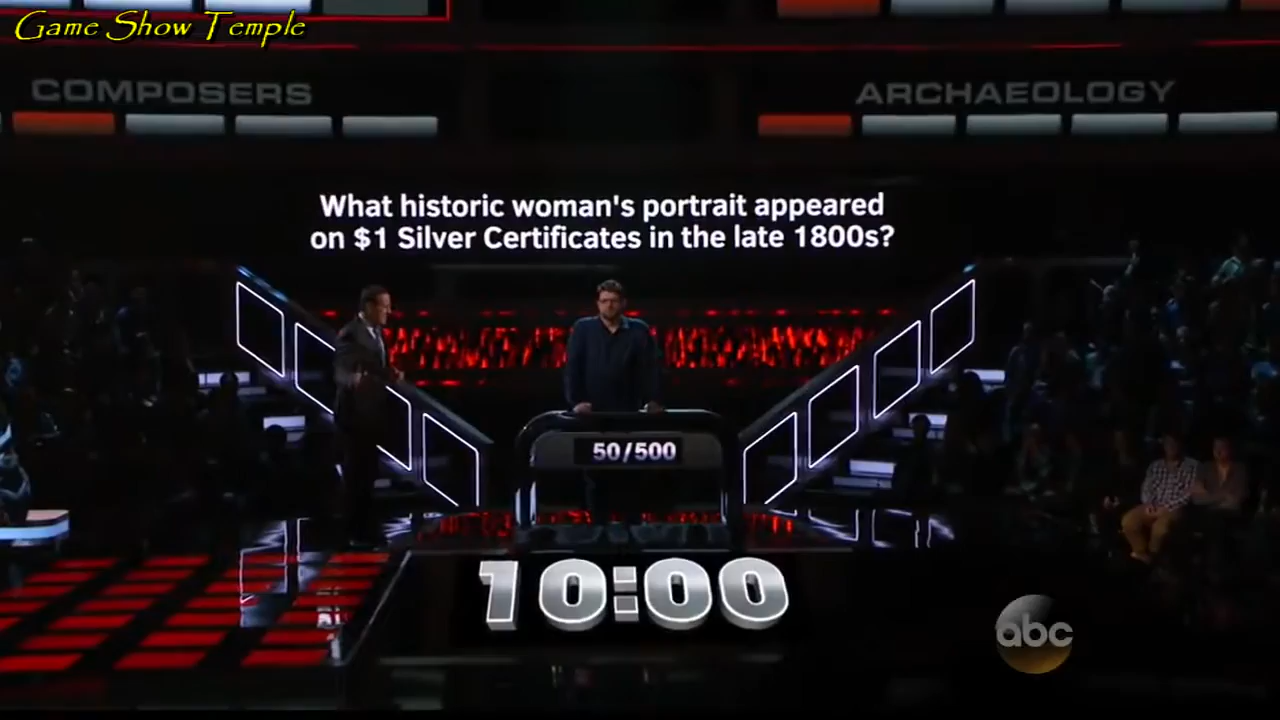 Game Show Temple
COMPOSERS
ARCHAEOLOGY
What historic woman's portrait appeared
on $1 Silver Certificates in the late 1800s?
50/500
10:00
abc